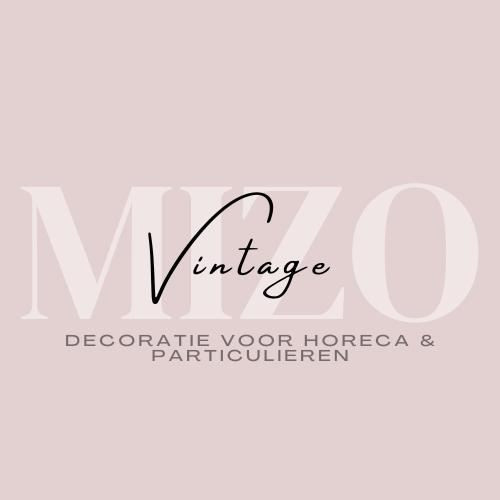 MIZO
Vintage
DECORATIE VOOR HORECA &
PARTICULIEREN